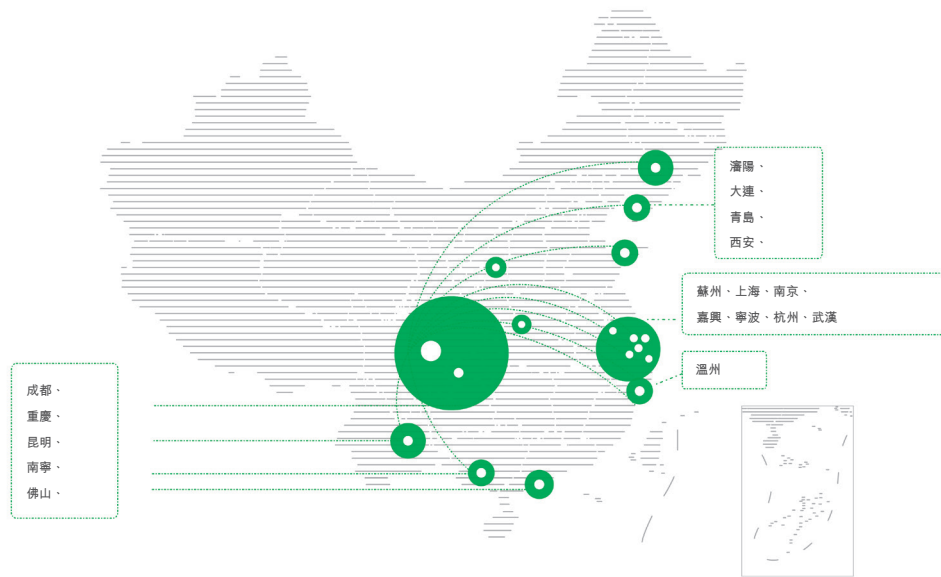 瀋陽、
大連、
青島、
西安、
蘇州、上海、南京、
嘉興、寧波、杭州、武漢
溫州
成都、
重慶
昆明、
南寧、
佛山、